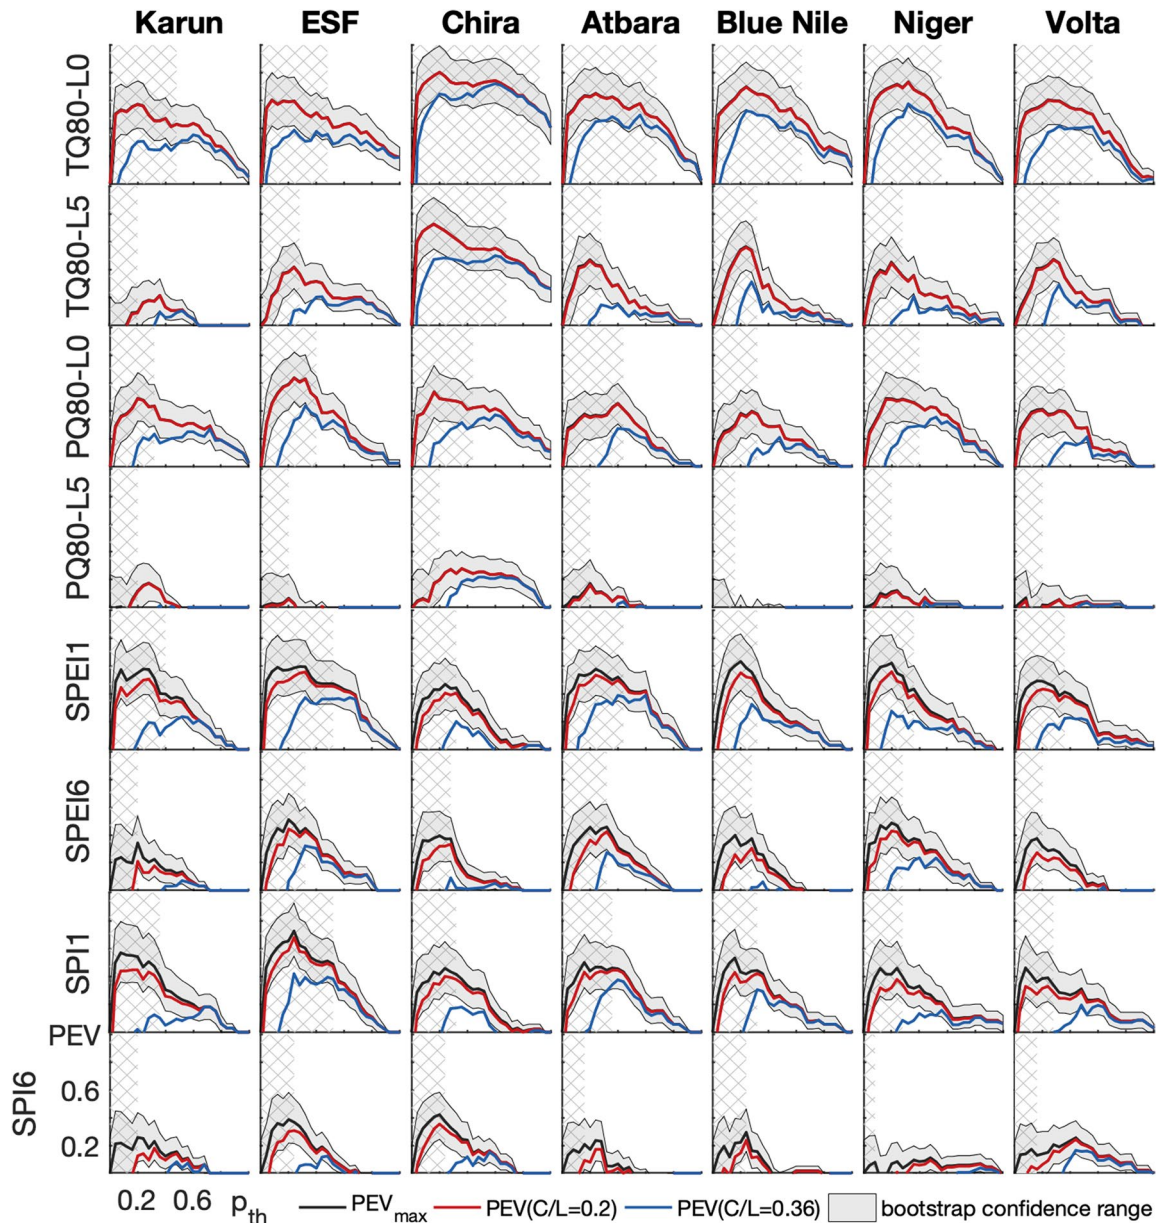 Karun ESF Chira Atbara Blue Nile Niger Volta
TQ80-L0
TQ80-L5
PQ80-L0
PQ80-L5
SPEI1
SPEI6
SPI1
PEV
SPI6
0.6
0.2
0.2 0.6 pth PEVmax PEV(C/L=0.2) PEV(C/L=0.36) bootstrap confidence range